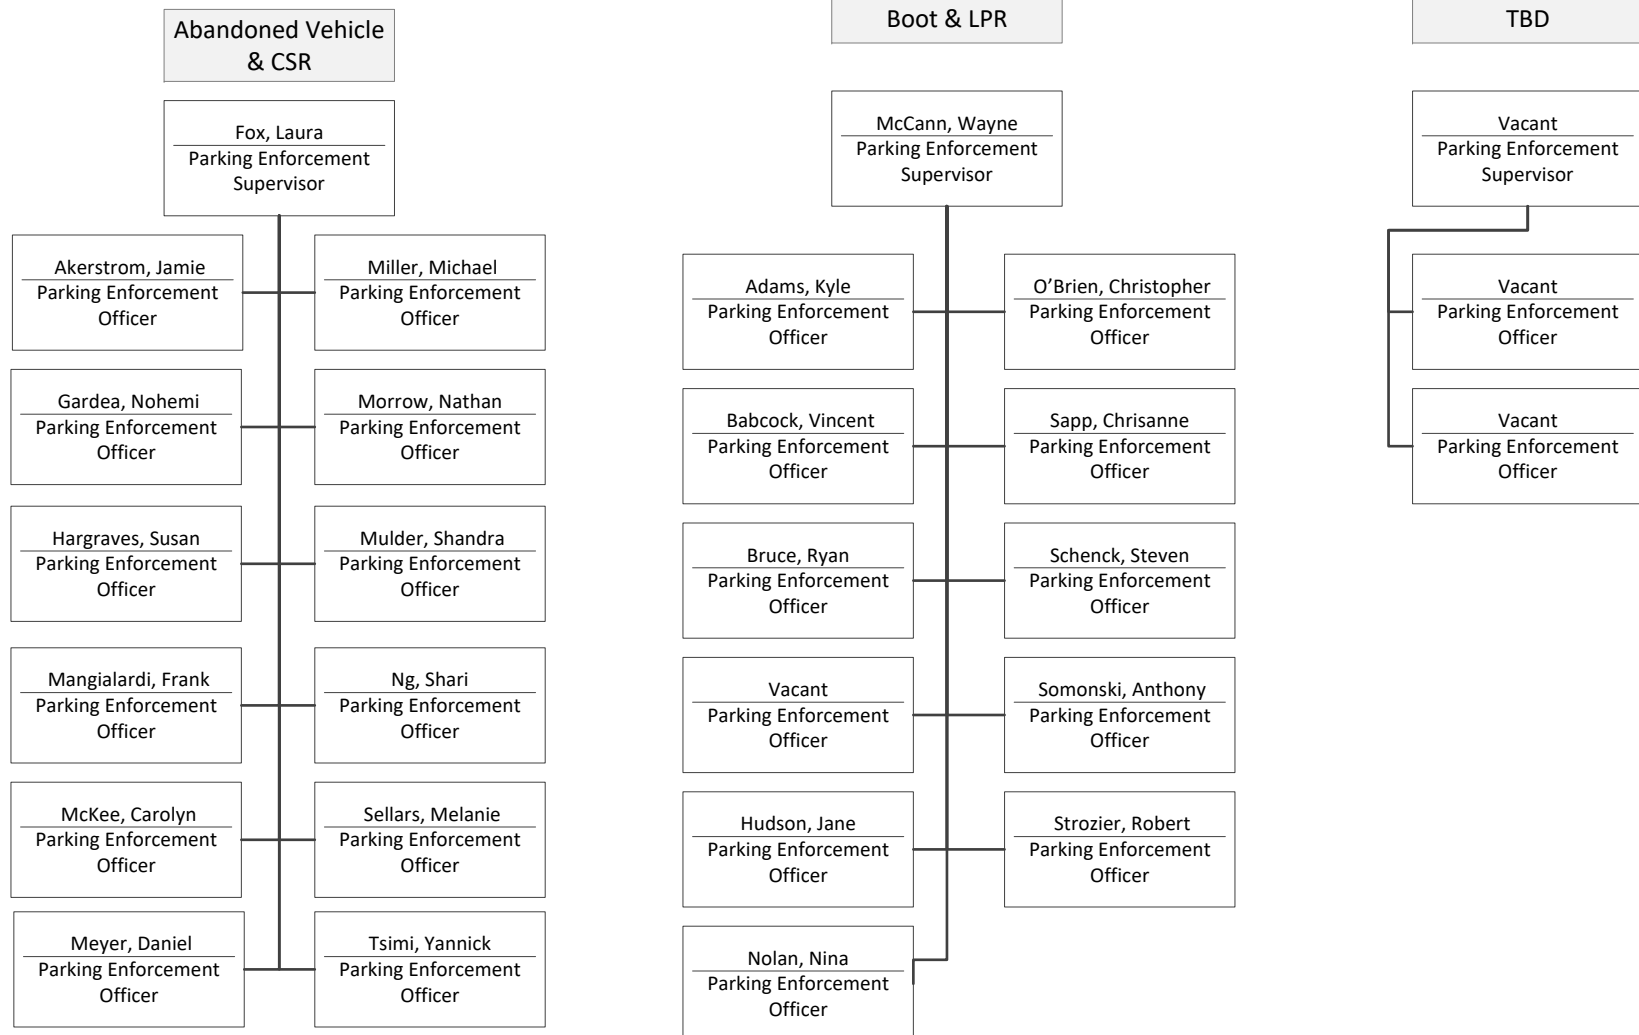 Abandoned Vehicle
& CSR
Fox, Laura
Parking Enforcement
Supervisor
Akerstrom, Jamie
Parking Enforcement
Officer
Miller, Michael
Parking Enforcement
Officer
Gardea, Nohemi
Parking Enforcement
Officer
Morrow, Nathan
Parking Enforcement
Officer
Hargraves, Susan
Parking Enforcement
Officer
Mulder, Shandra
Parking Enforcement
Officer
Mangialardi, Frank
Parking Enforcement
Officer
Ng, Shari
Parking Enforcement
Officer
McKee, Carolyn
Parking Enforcement
Officer
Sellars, Melanie
Parking Enforcement
Officer
Meyer, Daniel
Parking Enforcement
Officer
Tsimi, Yannick
Parking Enforcement
Officer
Boot & LPR
McCann, Wayne
Parking Enforcement
Supervisor
Adams, Kyle
Parking Enforcement
Officer
O’Brien, Christopher
Parking Enforcement
Officer
Babcock, Vincent
Parking Enforcement
Officer
Sapp, Chrisanne
Parking Enforcement
Officer
Bruce, Ryan
Parking Enforcement
Officer
Schenck, Steven
Parking Enforcement
Officer
Vacant
Parking Enforcement
Officer
Somonski, Anthony
Parking Enforcement
Officer
Hudson, Jane
Parking Enforcement
Officer
Strozier, Robert
Parking Enforcement
Officer
Nolan, Nina
Parking Enforcement
Officer
TBD
Vacant
Parking Enforcement
Supervisor
Vacant
Parking Enforcement
Officer
Vacant
Parking Enforcement
Officer